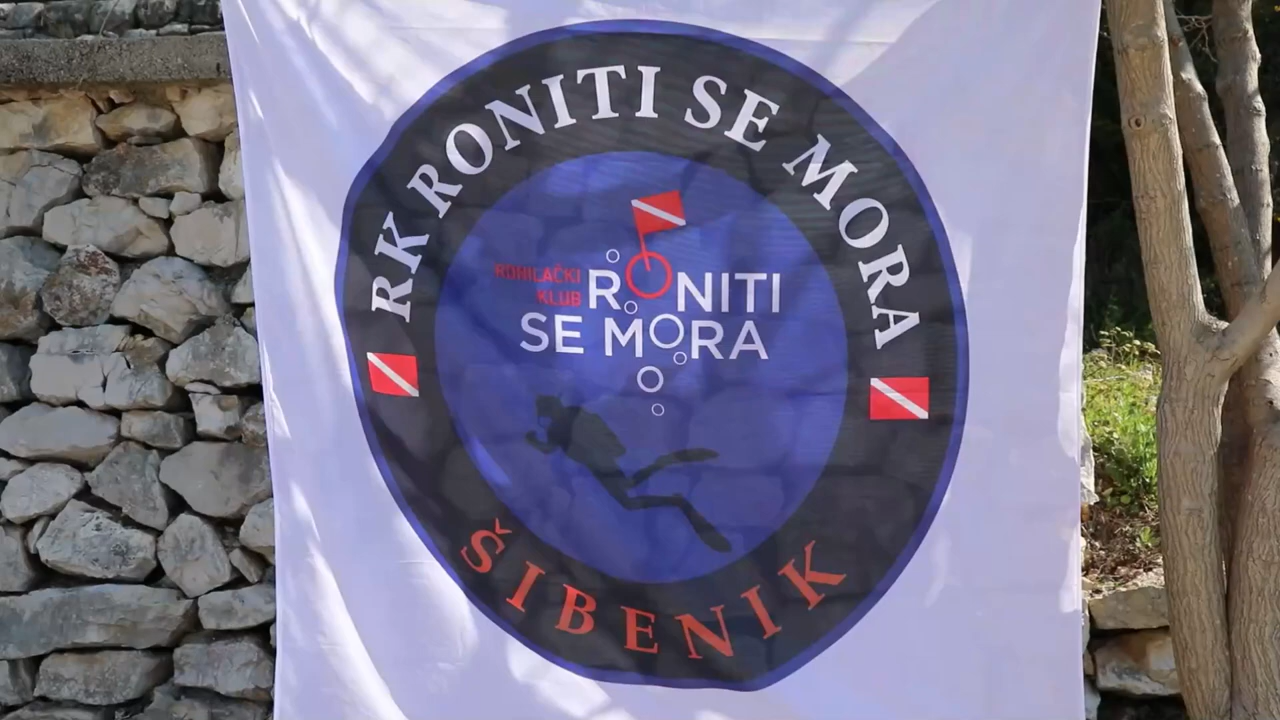 RK RONITI SE MORA
RONILAČKI
KLUB
RONITI
SE MORA
ŠIBENIK